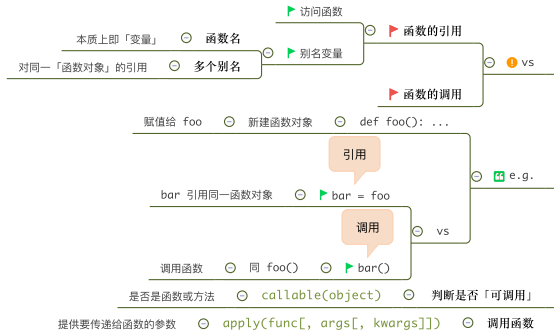 访问函数
函数的引用
本质上即「变量」 函数名
别名变量
对同一「函数对象」的引用 多个别名
vs
函数的调用
赋值给 foo 新建函数对象 def foo(): ...
引用
e.g.
bar 引用同一函数对象 bar = foo
调用
vs
调用函数 同 foo() bar()
是否是函数或方法 callable(object) 判断是否「可调用」
提供要传递给函数的参数 apply(func[, args[, kwargs]]) 调用函数